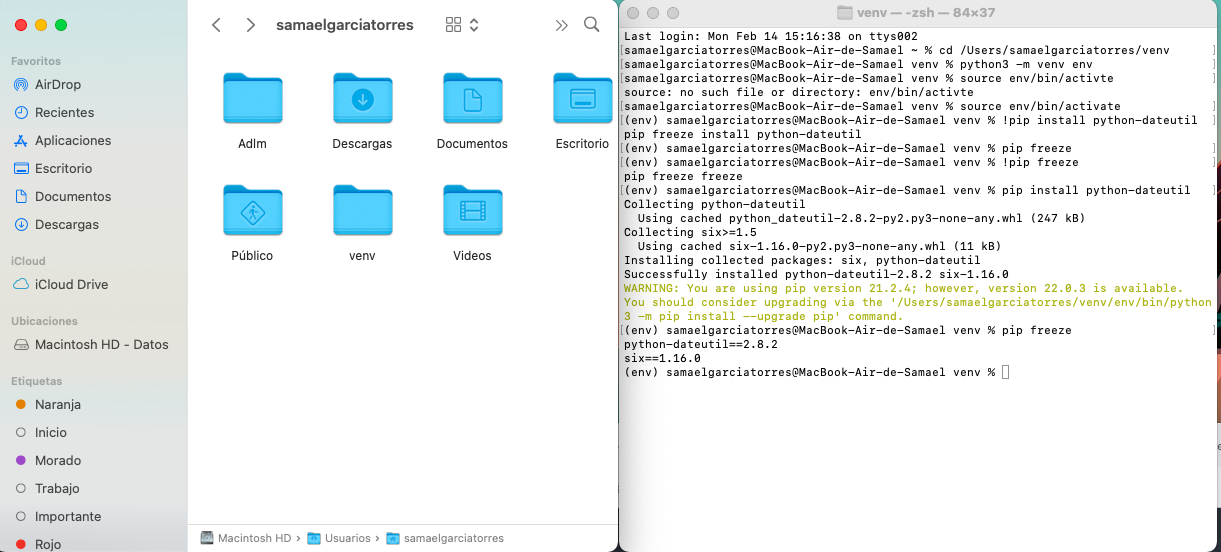 samaelgarciatorres
Favoritos
AirDrop
Recientes
Aplicaciones
Escritorio
Documentos
Descargas
iCloud
iCloud Drive
Ubicaciones
Macintosh HD - Datos
Etiquetas
Naranja
Inicio
Morado
Trabajo
Importante
Rojo
AdIm
Descargas
Documentos
Escritorio
Público
venv
Videos
Macintosh HD › Usuarios › samaelgarciatorres
venv — -zsh — 84×37
Last login: Mon Feb 14 15:16:38 on ttys002
[samaelgarciatorres@MacBook-Air-de-Samael ~ % cd /Users/samaelgarciatorres/venv ]
[samaelgarciatorres@MacBook-Air-de-Samael venv % python3 -m venv env ]
[samaelgarciatorres@MacBook-Air-de-Samael venv % source env/bin/activte ]
source: no such file or directory: env/bin/activte
[samaelgarciatorres@MacBook-Air-de-Samael venv % source env/bin/activate ]
[(env) samaelgarciatorres@MacBook-Air-de-Samael venv % !pip install python-dateutil ]
pip freeze install python-dateutil
[(env) samaelgarciatorres@MacBook-Air-de-Samael venv % pip freeze ]
[(env) samaelgarciatorres@MacBook-Air-de-Samael venv % !pip freeze ]
pip freeze freeze
[(env) samaelgarciatorres@MacBook-Air-de-Samael venv % pip install python-dateutil ]
Collecting python-dateutil
  Using cached python_dateutil-2.8.2-py2.py3-none-any.whl (247 kB)
Collecting six>=1.5
  Using cached six-1.16.0-py2.py3-none-any.whl (11 kB)
Installing collected packages: six, python-dateutil
Successfully installed python-dateutil-2.8.2 six-1.16.0
WARNING: You are using pip version 21.2.4; however, version 22.0.3 is available.
You should consider upgrading via the '/Users/samaelgarciatorres/venv/env/bin/python
3 -m pip install --upgrade pip' command.
[(env) samaelgarciatorres@MacBook-Air-de-Samael venv % pip freeze ]
python-dateutil==2.8.2
six==1.16.0
(env) samaelgarciatorres@MacBook-Air-de-Samael venv %